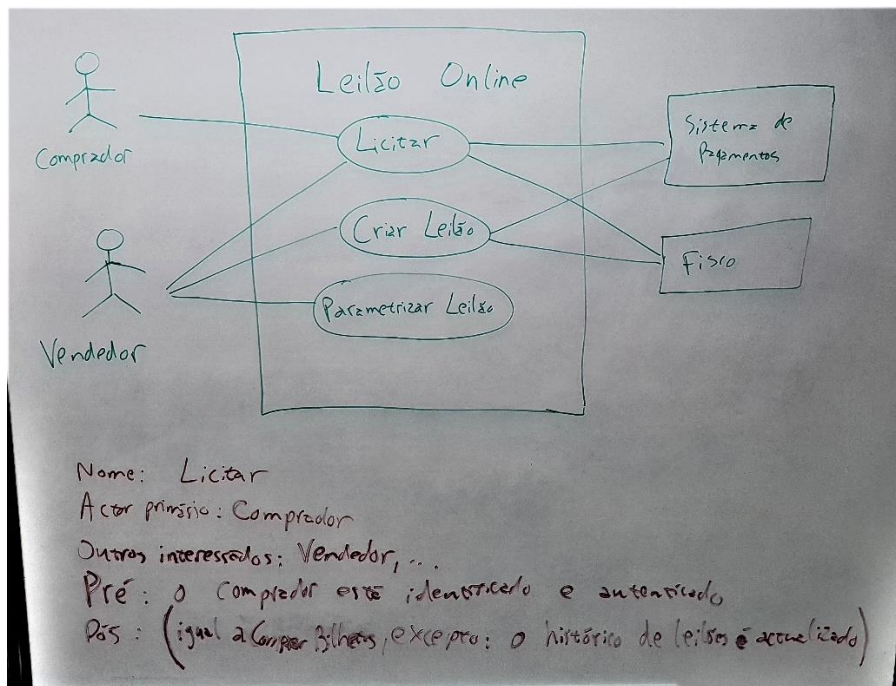 Leilão Online
Comprador
Licitar
Sistema de
Pagamentos
Criar Leilão
Fisco
Parametrizar Leilão
Vendedor
Nome: Licitar
Actor primário: Comprador
Outros interessados: Vendedor, ...
Pré: o Comprador está identificado e autenticado
Pós: (igual a Comprar Bilhetes, excepto: o histórico de leilões é actualizado)